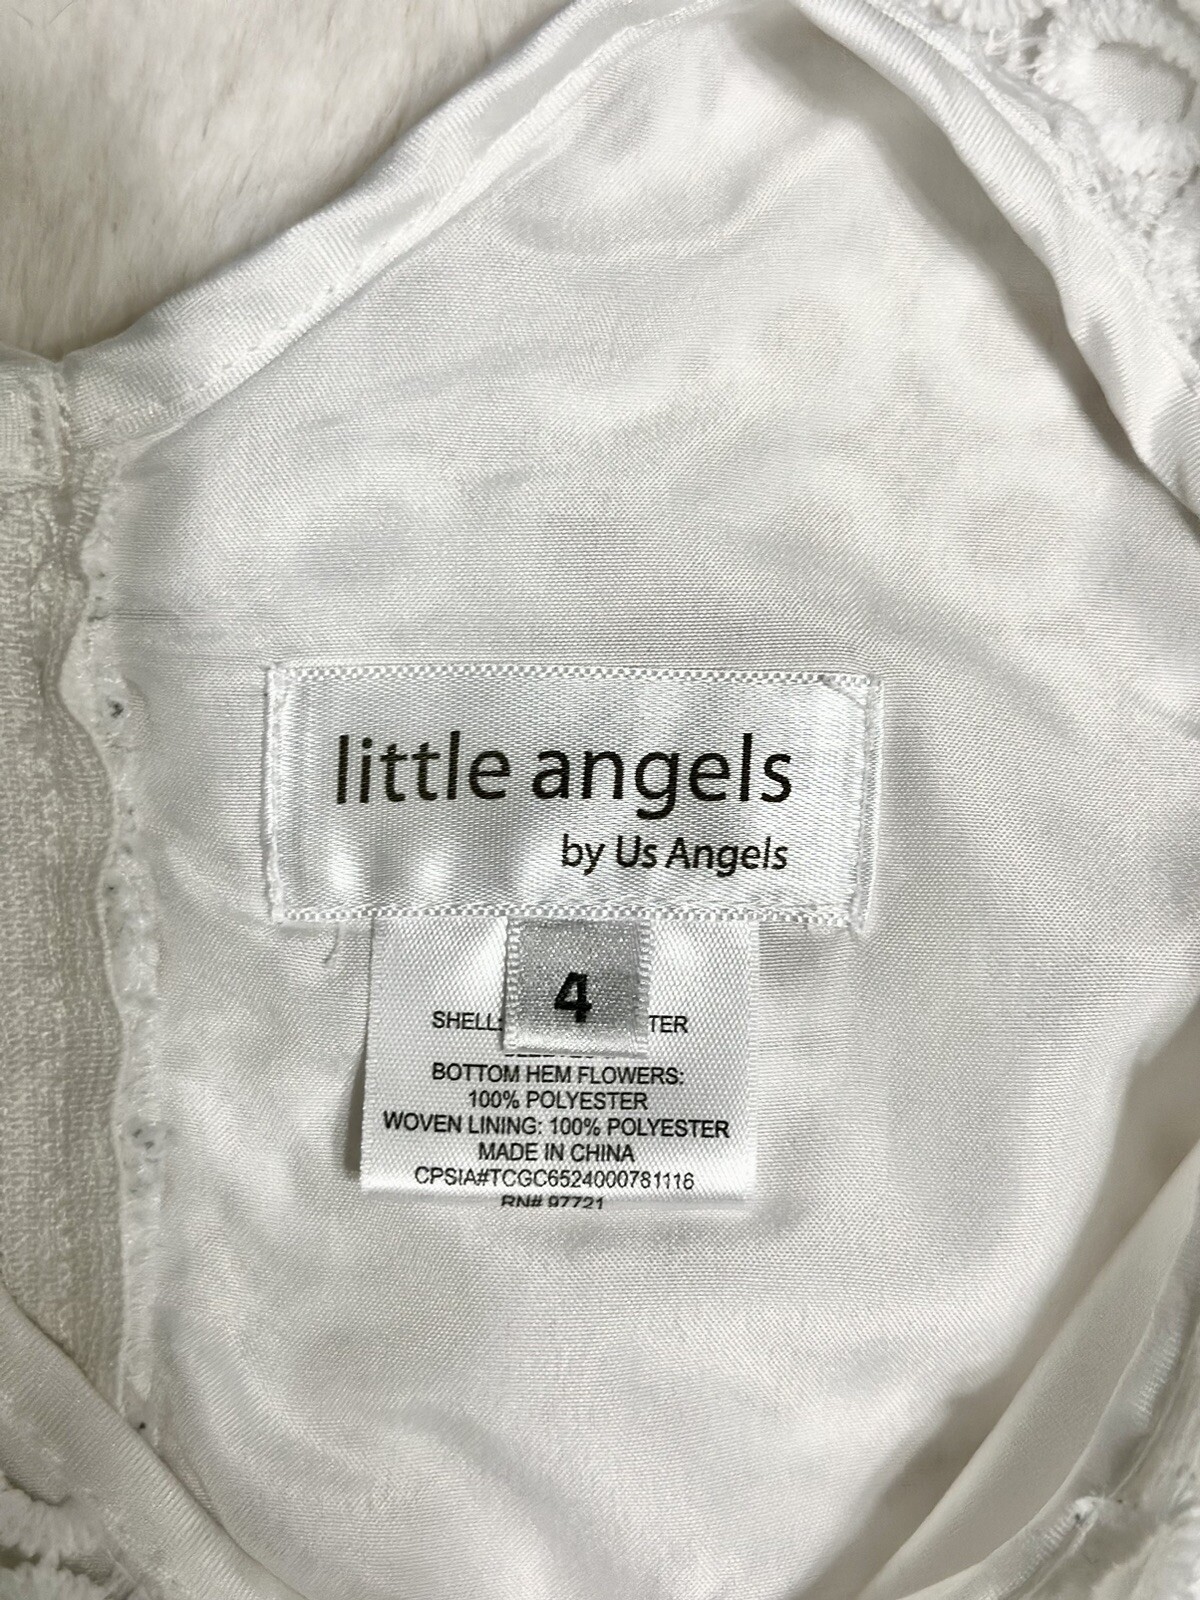 little angels
by Us Angels
4
SHELL: TER
BOTTOM HEM FLOWERS:
100% POLYESTER
WOVEN LINING: 100% POLYESTER
MADE IN CHINA
CPSIA#TCGC6524000781116
RN# 97721